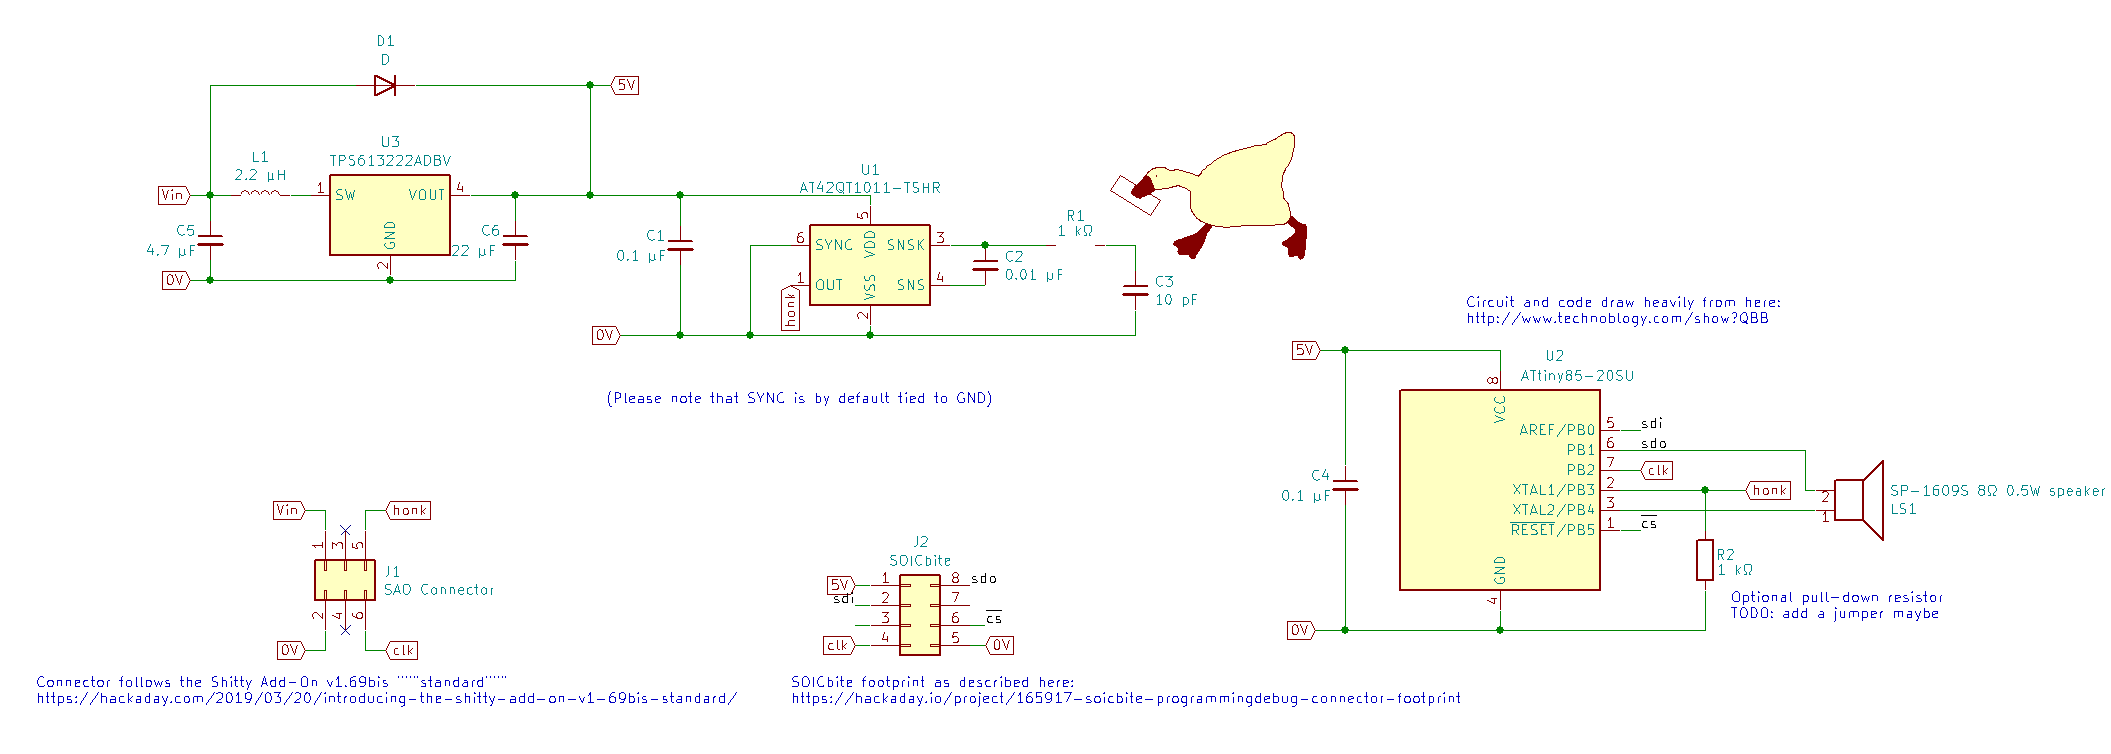 D1
D
5V
U3
TPS613222ADBV
L1
2.2 µH
Vin
1
SW
VOUT
4
GND
2
C5
4.7 µF
C6
22 µF
0V
C1
0.1 µF
U1
AT42QT1011-TSHR
5
6
SYNC
VDD
SNSK
3
1
OUT
VSS
SNS
4
2
honk
0V
R1
1 kΩ
C2
0.01 µF
C3
10 pF
(Please note that SYNC is by default tied to GND)
Circuit and code draw heavily from here:
http://www.technoblogy.com/show?QBB
5V
U2
ATtiny85-20SU
8
VCC
AREF/PB0
5
sdi
PB1
6
sdo
PB2
7
clk
XTAL1/PB3
2
honk
XTAL2/PB4
3
RESET/PB5
1
cs
GND
4
C4
0.1 µF
0V
2
1
SP-1609S 8Ω 0.5W speaker
LS1
R2
1 kΩ
Optional pull-down resistor
TODO: add a jumper maybe
Vin
honk
1
3
5
J1
SAO Connector
2
4
6
0V
clk
Connector follows the Shitty Add-On v1.69bis """standard"""
https://hackaday.com/2019/03/20/introducing-the-shitty-add-on-v1-69bis-standard/
J2
SOICbite
5V
1
8
sdo
sdi
2
7
3
6
cs
clk
4
5
0V
SOICbite footprint as described here:
https://hackaday.io/project/165917-soicbite-programmingdebug-connector-footprint